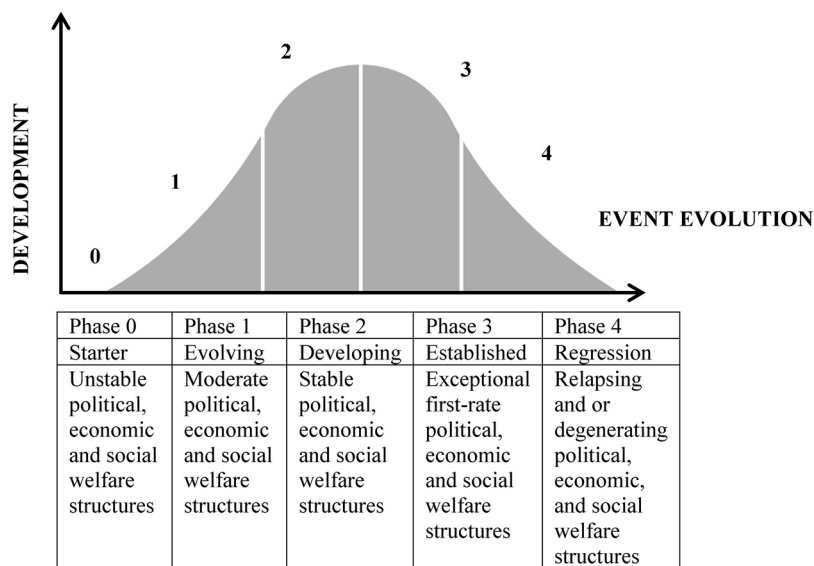 2
3
1
4
0
DEVELOPMENT
EVENT EVOLUTION
Phase 0
Starter
Unstable
political,
economic
and social
welfare
structures
Phase 1
Evolving
Moderate
political,
economic
and social
welfare
structures
Phase 2
Developing
Stable
political,
economic
and social
welfare
structures
Phase 3
Established
Exceptional
first-rate
political,
economic
and social
welfare
structures
Phase 4
Regression
Relapsing
and or
degenerating
political,
economic,
and social
welfare
structures